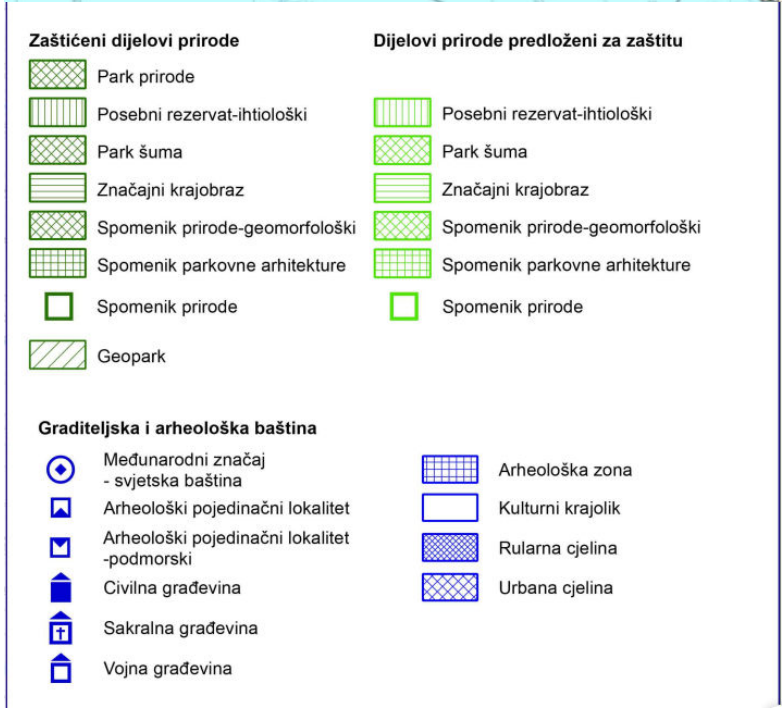 Zaštićeni dijelovi prirode
Park prirode
Posebni rezervat-ihtiološki
Park šuma
Značajni krajobraz
Spomenik prirode-geomorfološki
Spomenik parkovne arhitekture
Spomenik prirode
Geopark
Dijelovi prirode predloženi za zaštitu
Posebni rezervat-ihtiološki
Park šuma
Značajni krajobraz
Spomenik prirode-geomorfološki
Spomenik parkovne arhitekture
Spomenik prirode
Graditeljska i arheološka baština
Međunarodni značaj
- svjetska baština
Arheološki pojedinačni lokalitet
Arheološki pojedinačni lokalitet
-podmorski
Civilna građevina
Sakralna građevina
Vojna građevina
Arheološka zona
Kulturni krajolik
Rularna cjelina
Urbana cjelina